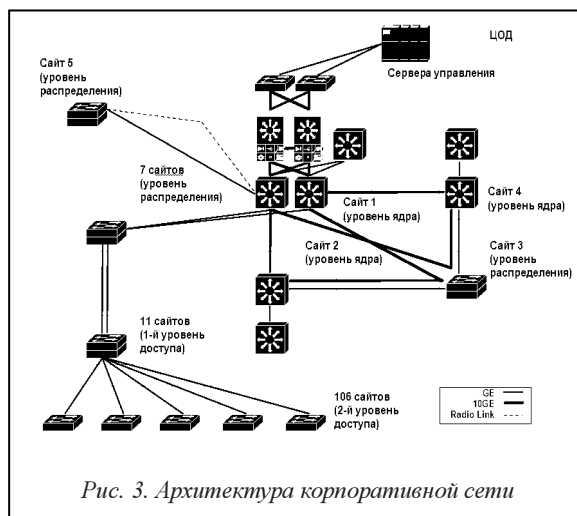 ЦОД
Сервера управления
Сайт 5
(уровень
распределения)
7 сайтов
(уровень
распределения)
Сайт 1
(уровень ядра)
Сайт 4
(уровень ядра)
Сайт 2
(уровень ядра)
Сайт 3
(уровень
распределения)
11 сайтов
(1-й уровень
доступа)
106 сайтов
(2-й уровень
доступа)
GE
10GE
Radio Link
Рис. 3. Архитектура корпоративной сети